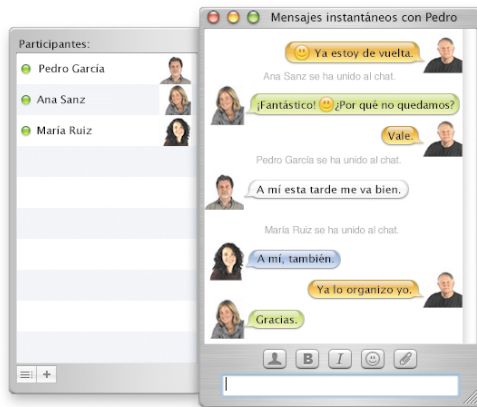 Participantes:
Pedro García
Ana Sanz
María Ruiz
Mensajes instantáneos con Pedro
Ya estoy de vuelta.
Ana Sanz se ha unido al chat.
¡Fantástico! ¿Por qué no quedamos?
Vale.
Pedro García se ha unido al chat.
A mí esta tarde me va bien.
María Ruiz se ha unido al chat.
A mí, también.
Ya lo organizo yo.
Gracias.
B I